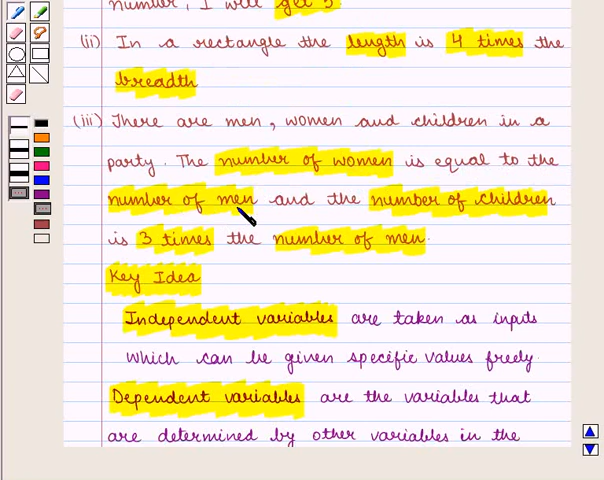 number, I will get 5
(ii) In a rectangle the length is 4 times the
breadth
(iii) There are men, women and children in a
party. The number of women is equal to the
number of men and the number of children
is 3 times the number of men.
Key Idea
Independent variables are taken as inputs
which can be given specific values freely.
Dependent variables are the variables that
are determined by other variables in the